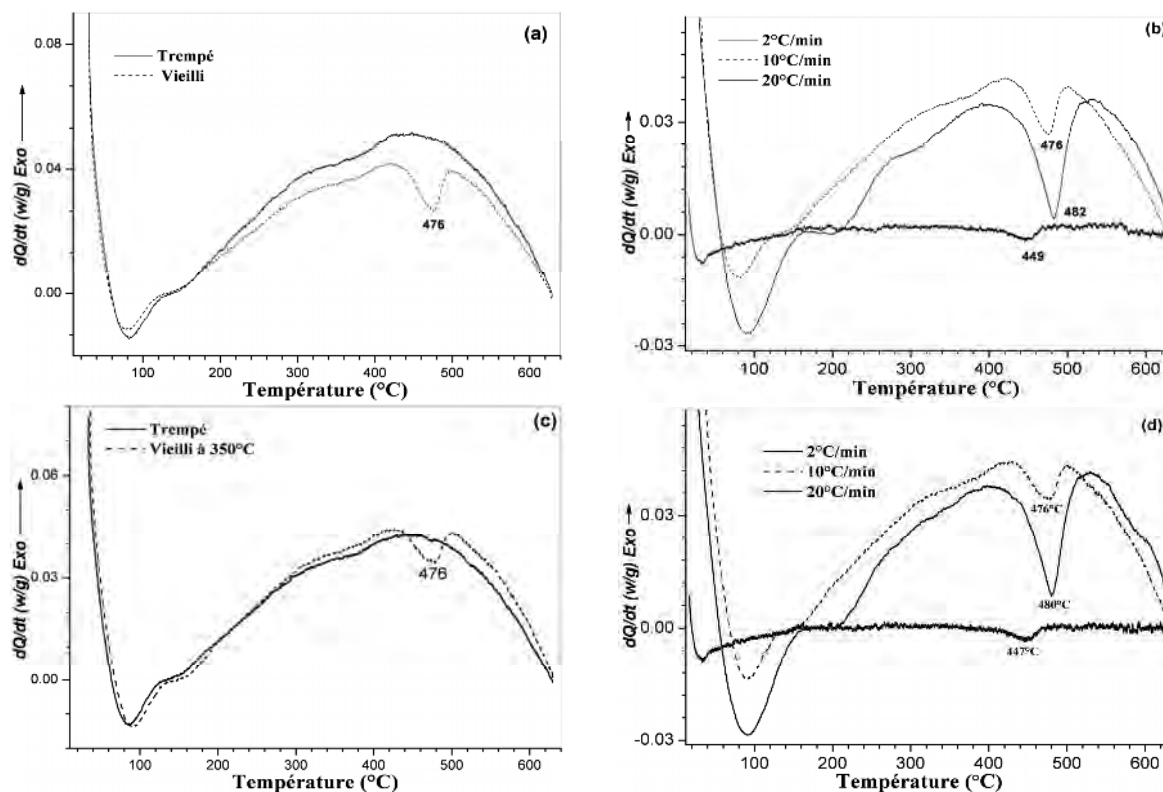 (a)
Trempé
Vieilli
0.08
0.04
0.00
dQ/dt (w/g) Exo
476
100 200 300 400 500 600
Température (°C)
(b)
2°C/min
10°C/min
20°C/min
0.03
0.00
-0.03
dQ/dt (w/g) Exo
476
482
449
100 200 300 400 500 600
Température (°C)
(c)
Trempé
Vieilli à 350°C
0.06
0.03
0.00
dQ/dt (w/g) Exo
476
100 200 300 400 500 600
Température (°C)
(d)
2°C/min
10°C/min
20°C/min
0.03
0.00
-0.03
dQ/dt (w/g) Exo
476°C
480°C
447°C
100 200 300 400 500 600
Température (°C)